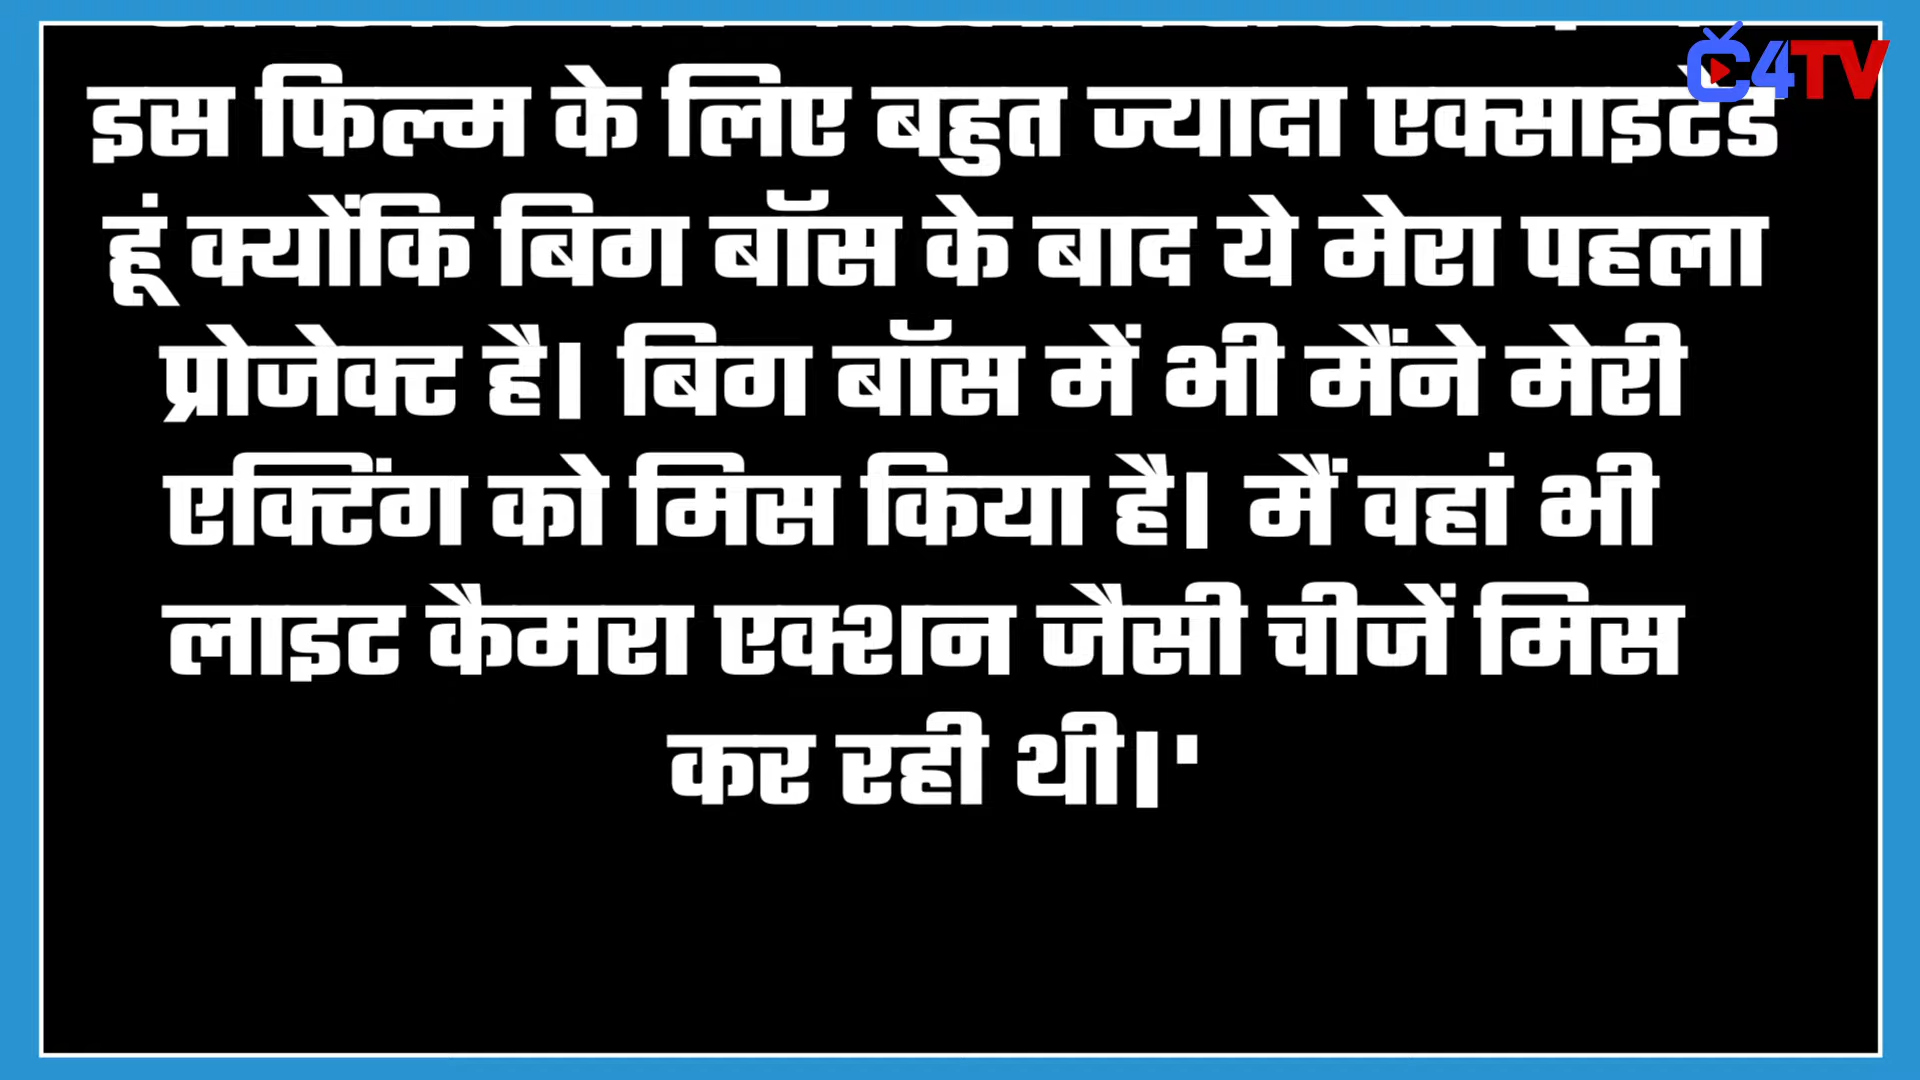 C4TV
इस फिल्म के लिए बहुत ज्यादा एक्साइटेड
हूं क्योंकि बिग बॉस के बाद ये मेरा पहला
प्रोजेक्ट है। बिग बॉस में भी मैंने मेरी
एक्टिंग को मिस किया है। मैं वहां भी
लाइट कैमरा एक्शन जैसी चीजें मिस
कर रही थी।'